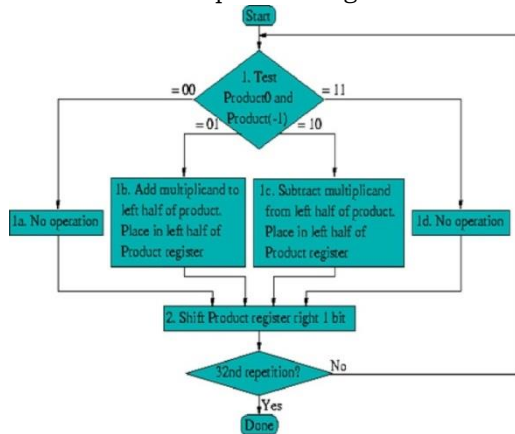 Start
1. Test
Product0 and
Product(-1)
= 00
= 11
= 01
= 10
1a. No operation
1b. Add multiplicand to
left half of product.
Place in left half of
Product register
1c. Subtract multiplicand
from left half of product.
Place in left half of
Product register
1d. No operation
2. Shift Product register right 1 bit
32nd repetition?
No
Yes
Done